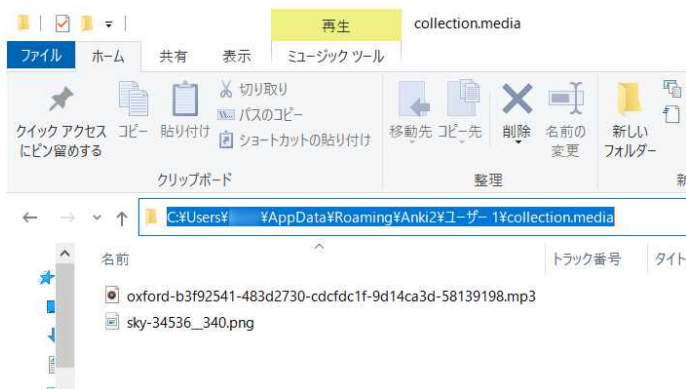 再生 collection.media
ファイル ホーム 共有 表示 ミュージック ツール
クイック アクセス
にピン留めする
コピー 貼り付け
切り取り
パスのコピー
ショートカットの貼り付け
移動先 コピー先 削除 名前の
変更
新しい
フォルダー
クリップボード 整理 新
C:¥Users¥ ¥AppData¥Roaming¥Anki2¥ユーザー 1¥collection.media
名前 トラック番号 タイト
oxford-b3f92541-483d2730-cdcfdc1f-9d14ca3d-58139198.mp3
sky-34536__340.png